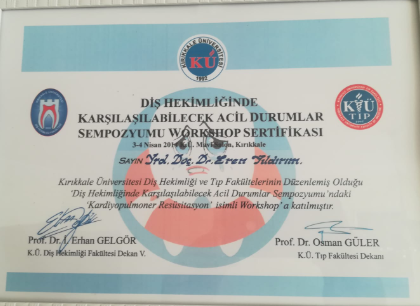 KIRIKKALE ÜNİVERSİTESİ
KÜ
1992
KÜ
TIP
DİŞ HEKİMLİĞİNDE
KARŞILAŞILABİLECEK ACİL DURUMLAR
SEMPOZYUMU WORKSHOP SERTİFİKASI
3-4 Nisan Kırıkkale
SAYIN Yrd. Doç. Dr. Eren Yıldırım
Kırıkkale Üniversitesi Diş Hekimliği ve Tıp Fakültelerinin Düzenlemiş Olduğu
'Diş Hekimliğinde Karşılaşılabilecek Acil Durumlar Sempozyumu'ndaki
'Kardiyopulmoner Resüsitasyon' isimli Workshop'a katılmıştır.
Prof. Dr. İ. Erhan GELGÖR
K.Ü. Diş Hekimliği Fakültesi Dekan V.
Prof. Dr. Osman GÜLER
K.Ü. Tıp Fakültesi Dekanı